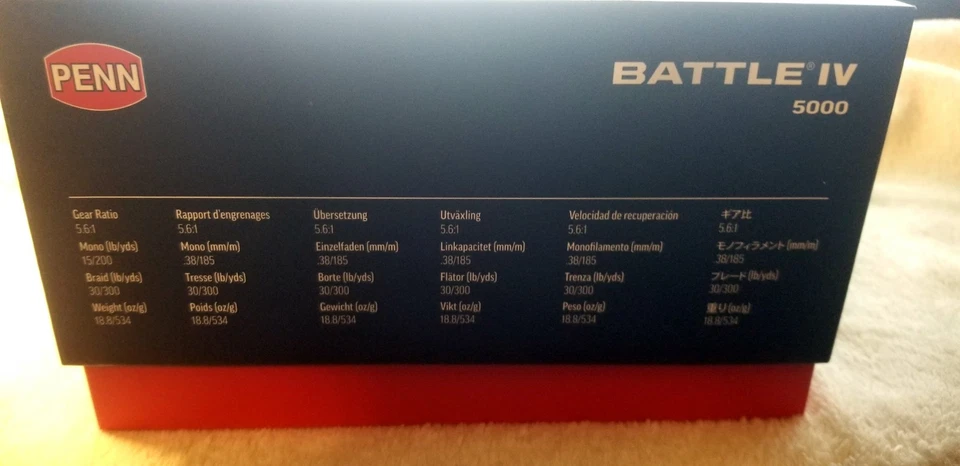 PENN
BATTLE® IV
5000
Gear Ratio Rapport d'engrenages Übersetzung Utväxling Velocidad de recuperación ギア比
5.6:1 5.6:1 5.6:1 5.6:1 5.6:1 5.6:1
Mono (lb/yds) Mono (mm/m) Einzelfaden (mm/m) Linkapacitet (mm/m) Monofilamento (mm/m) モノフィラメント (mm/m)
15/200 .38/185 .38/185 .38/185 .38/185 .38/185
Braid (lb/yds) Tresse (lb/yds) Borte (lb/yds) Flätor (lb/yds) Trenza (lb/yds) ブレード (lb/yds)
30/300 30/300 30/300 30/300 30/300 30/300
Weight (oz/g) Poids (oz/g) Gewicht (oz/g) Vikt (oz/g) Peso (oz/g) 重り (oz/g)
18.8/534 18.8/534 18.8/534 18.8/534 18.8/534 18.8/534